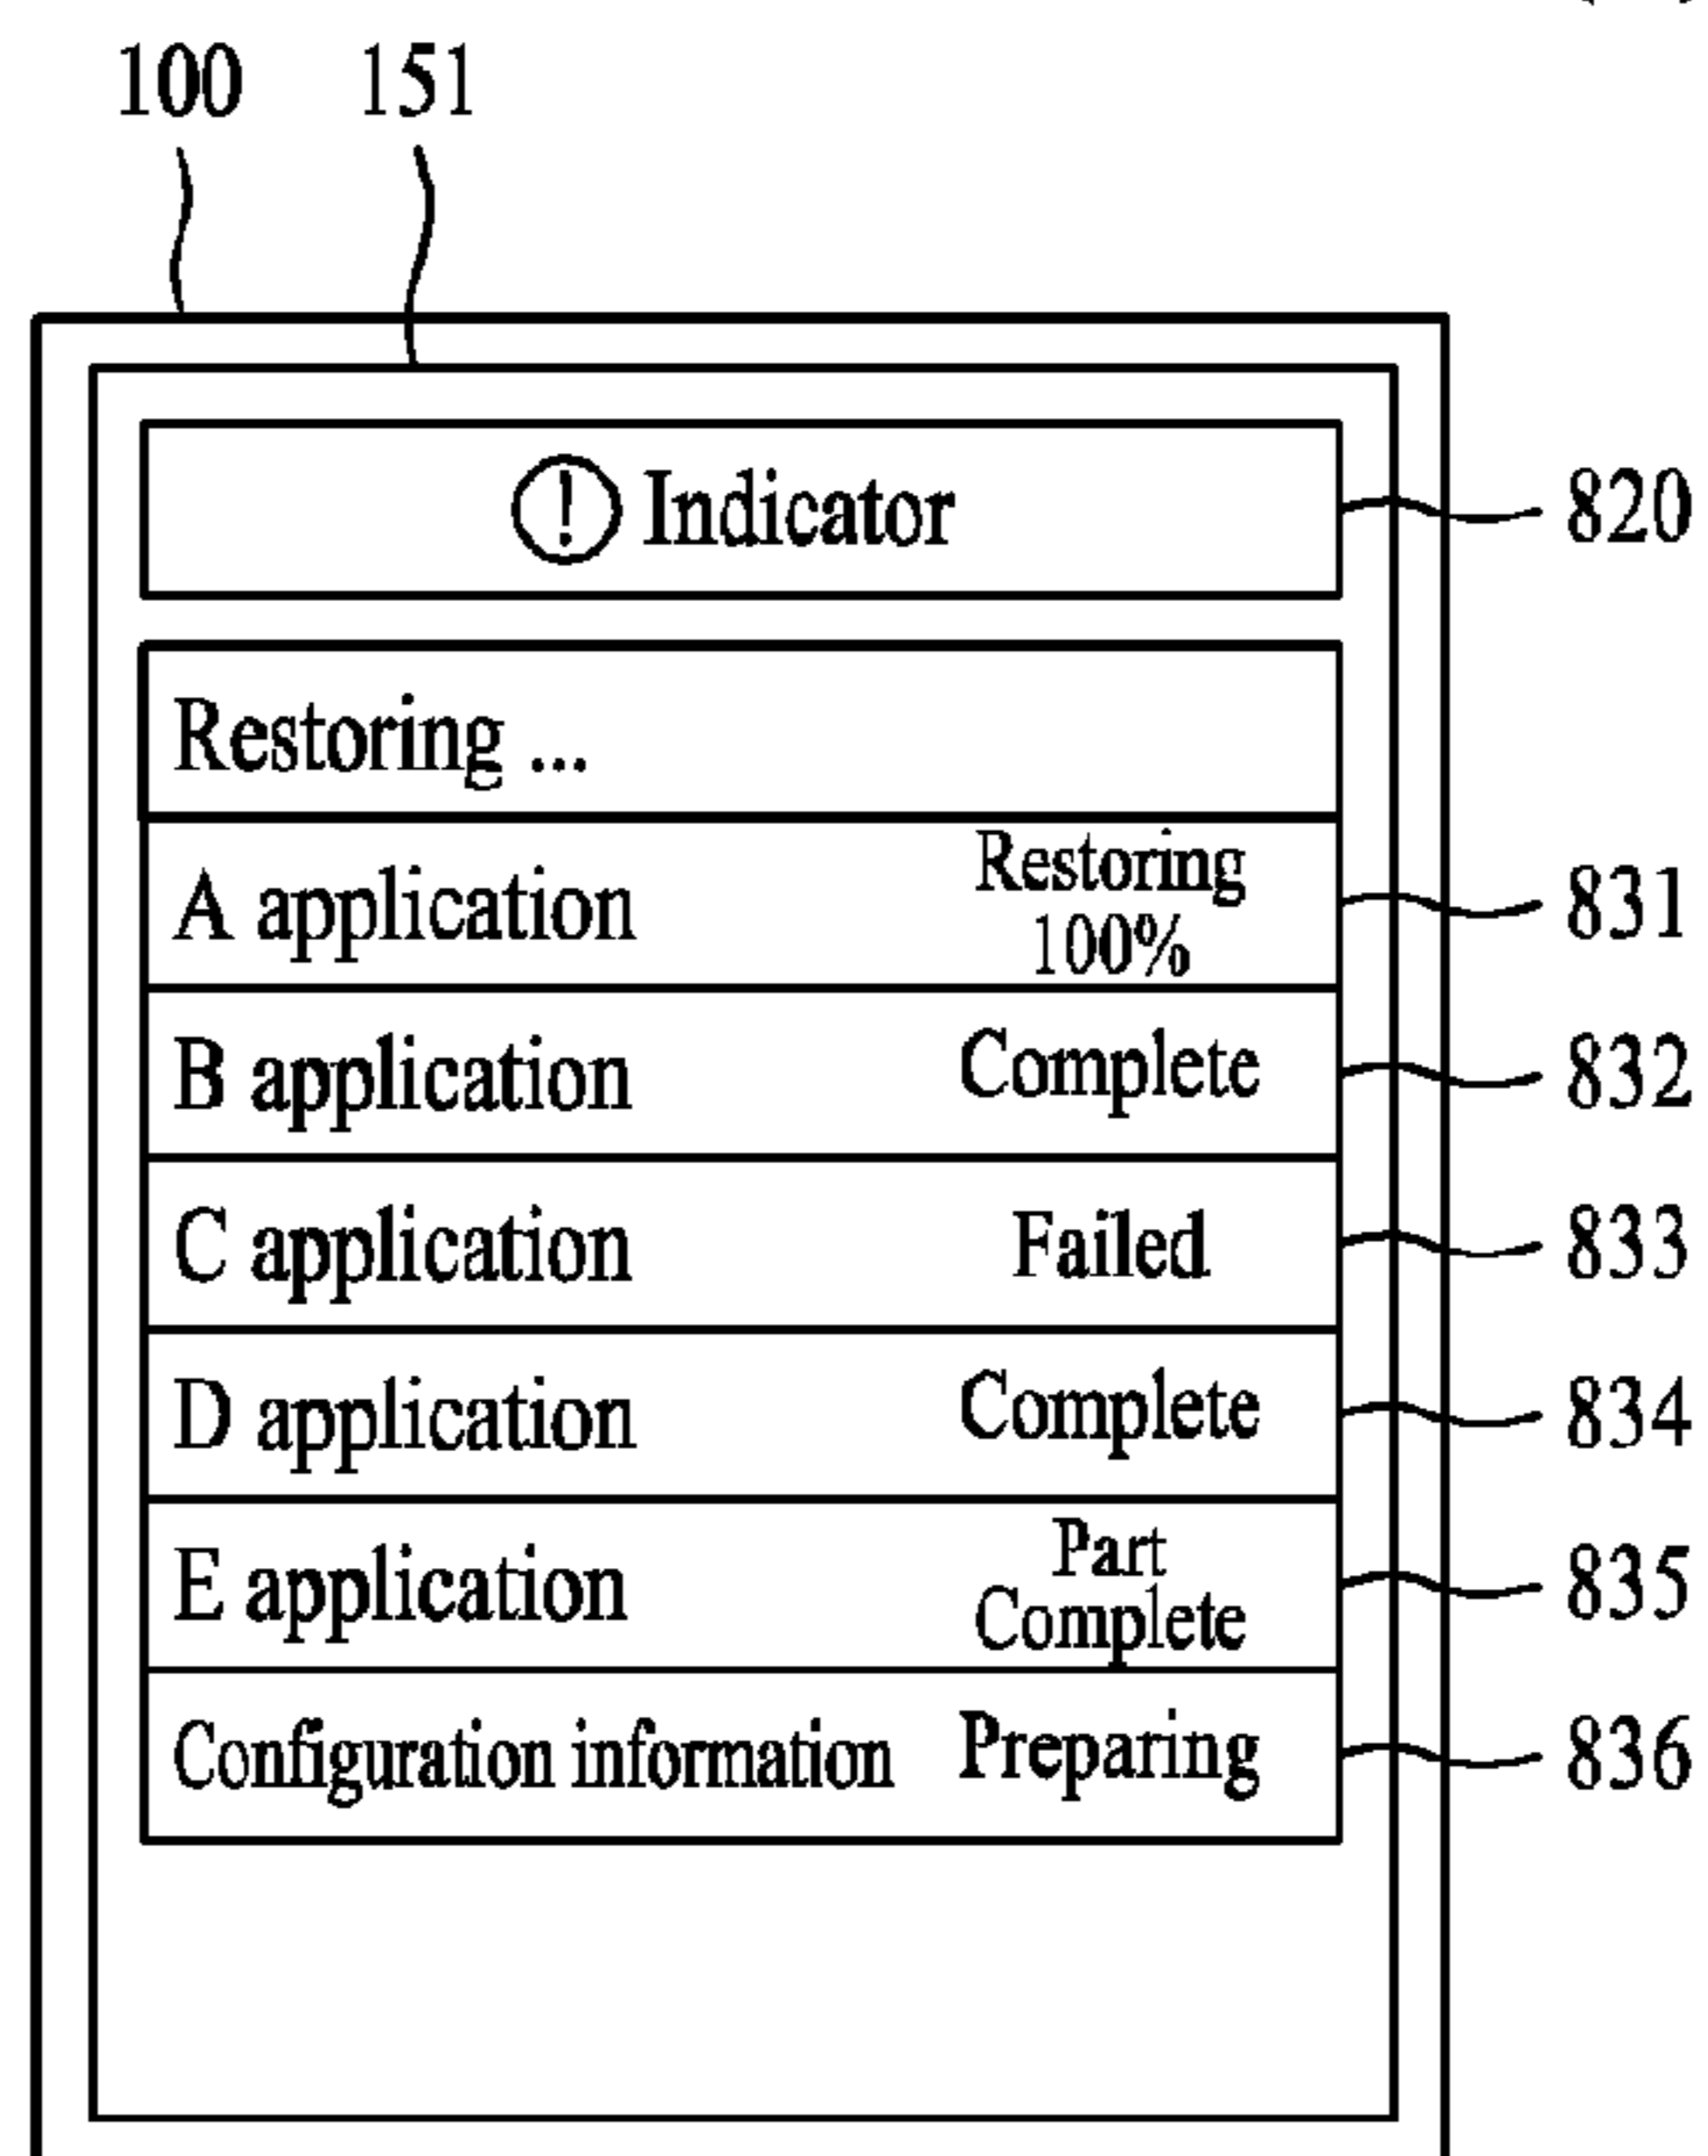 100 151
! Indicator 820
Restoring ...
A application Restoring 100% 831
B application Complete 832
C application Failed 833
D application Complete 834
E application Part Complete 835
Configuration information Preparing 836